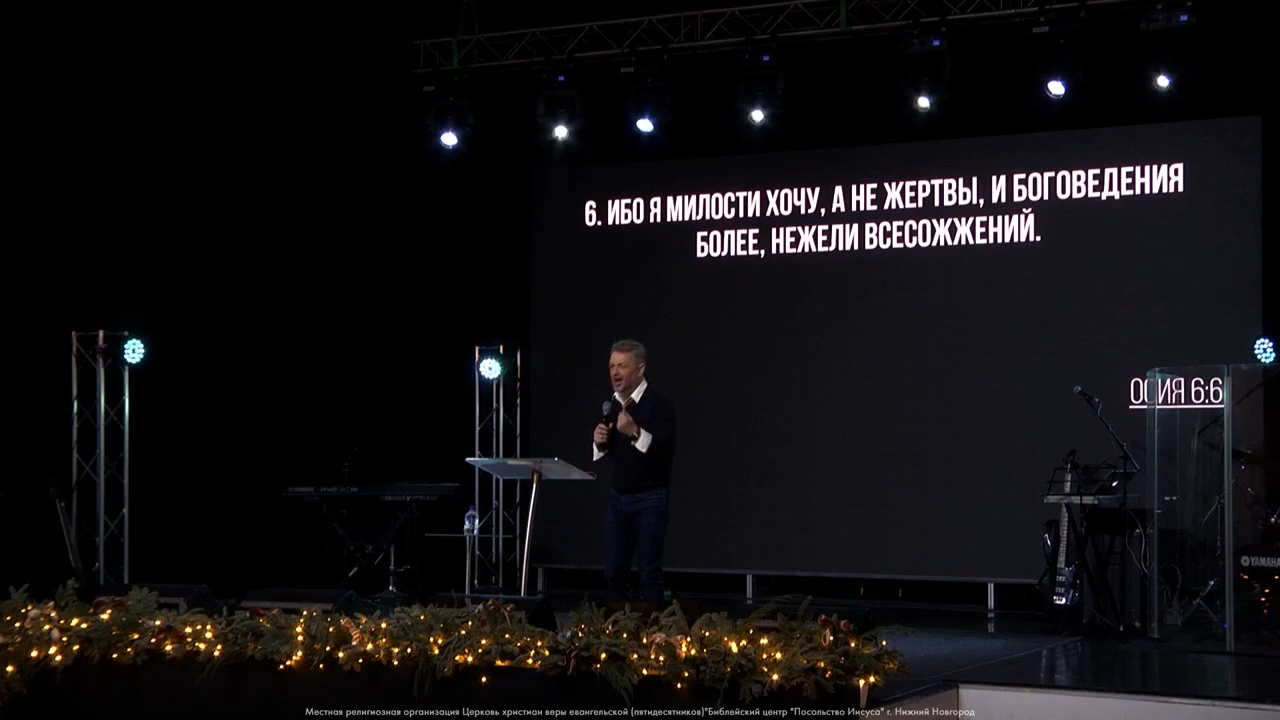 6. ИБО Я МИЛОСТИ ХОЧУ, А НЕ ЖЕРТВЫ, И БОГОВЕДЕНИЯ
БОЛЕЕ, НЕЖЕЛИ ВСЕСОЖЖЕНИЙ.
ОСИЯ 6:6
YAMAHA
Местная религиозная организация Церковь христиан веры евангельской (пятидесятников)"Библейский центр "Посольство Иисуса" г. Нижний Новгород